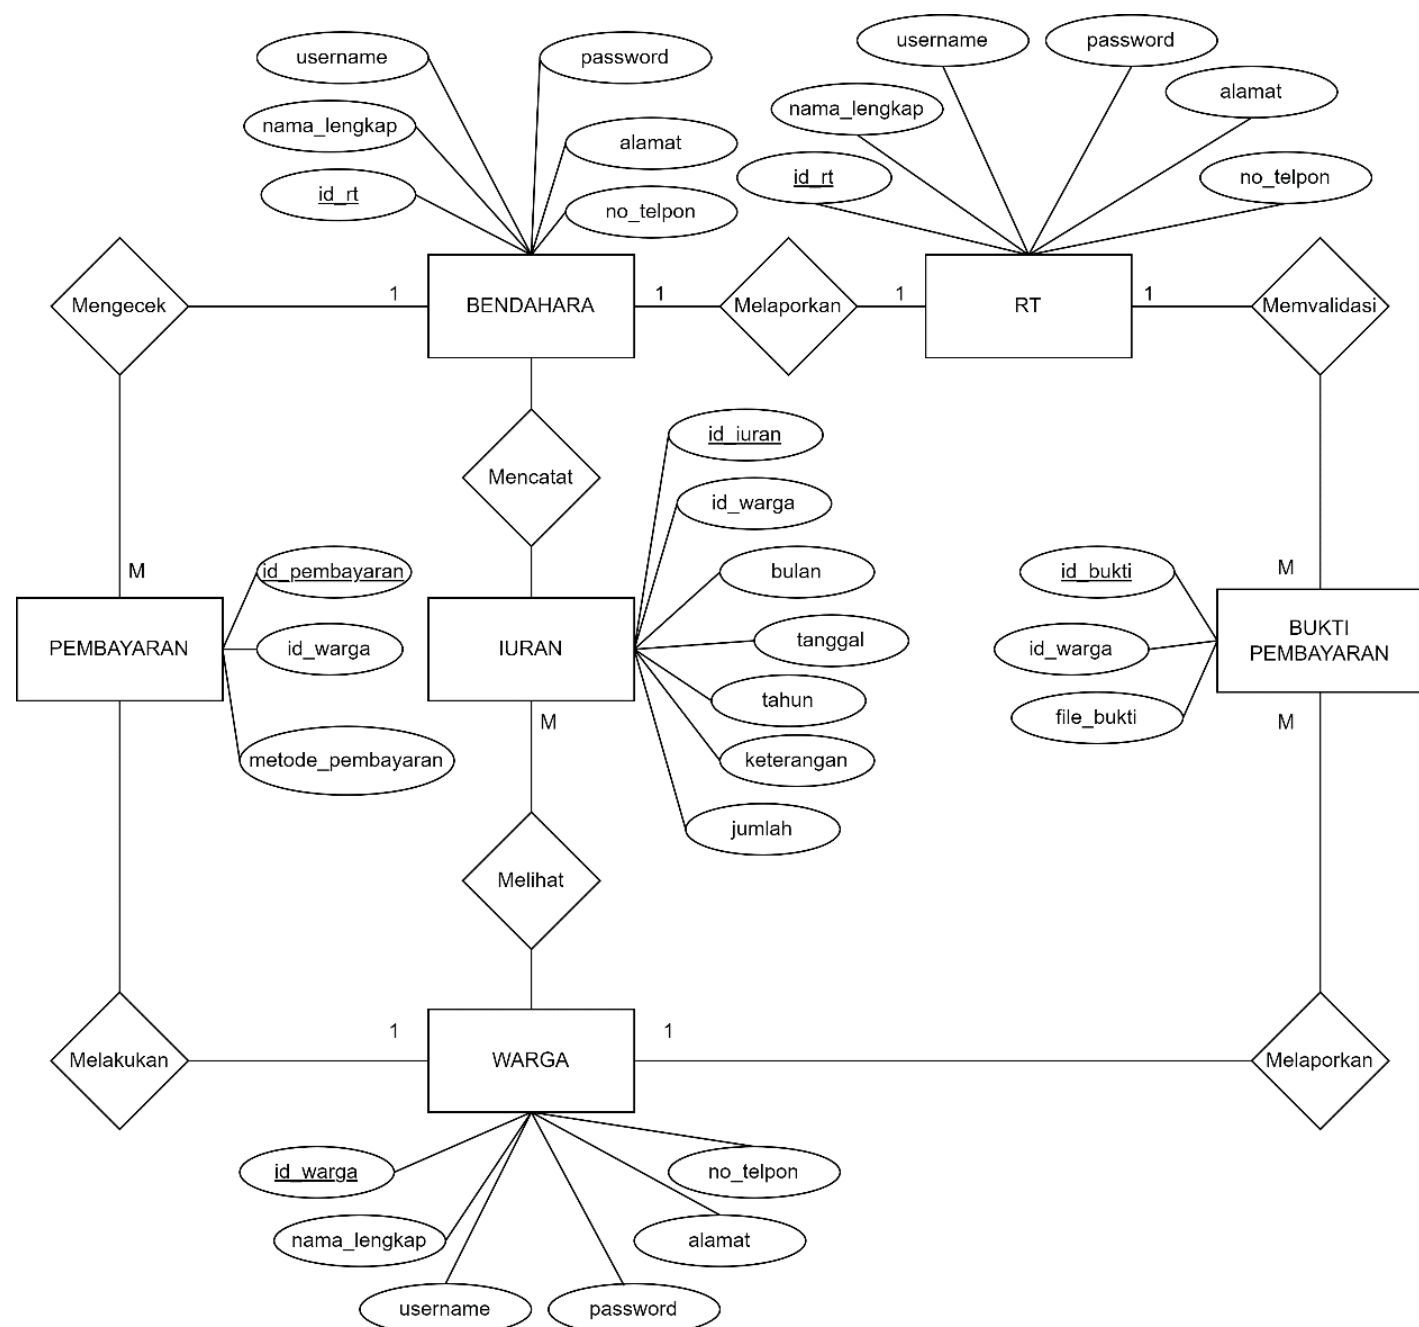 username
password
username
password
nama_lengkap
alamat
nama_lengkap
alamat
id_rt
no_telpon
id_rt
no_telpon
Mengecek
1
BENDAHARA
1
Melaporkan
1
RT
1
Memvalidasi
Mencatat
id_iuran
id_warga
M
id_pembayaran
bulan
id_bukti
M
PEMBAYARAN
id_warga
IURAN
tanggal
id_warga
BUKTI
PEMBAYARAN
M
tahun
file_bukti
M
metode_pembayaran
keterangan
jumlah
Melihat
Melakukan
1
WARGA
1
Melaporkan
id_warga
no_telpon
nama_lengkap
alamat
username
password